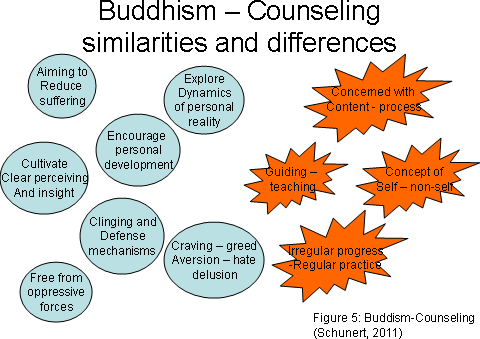 Buddhism – Counseling
similarities and differences
Aiming to
Reduce
suffering
Explore
Dynamics
of personal
reality
Concerned with
Content - process
Encourage
personal
development
Cultivate
Clear perceiving
And insight
Guiding –
teaching
Concept of
Self – non-self
Clinging and
Defense
mechanisms
Craving – greed
Aversion – hate
delusion
Irregular progress
-Regular practice
Free from
oppressive
forces
Figure 5: Buddism-Counseling
(Schunert, 2011)